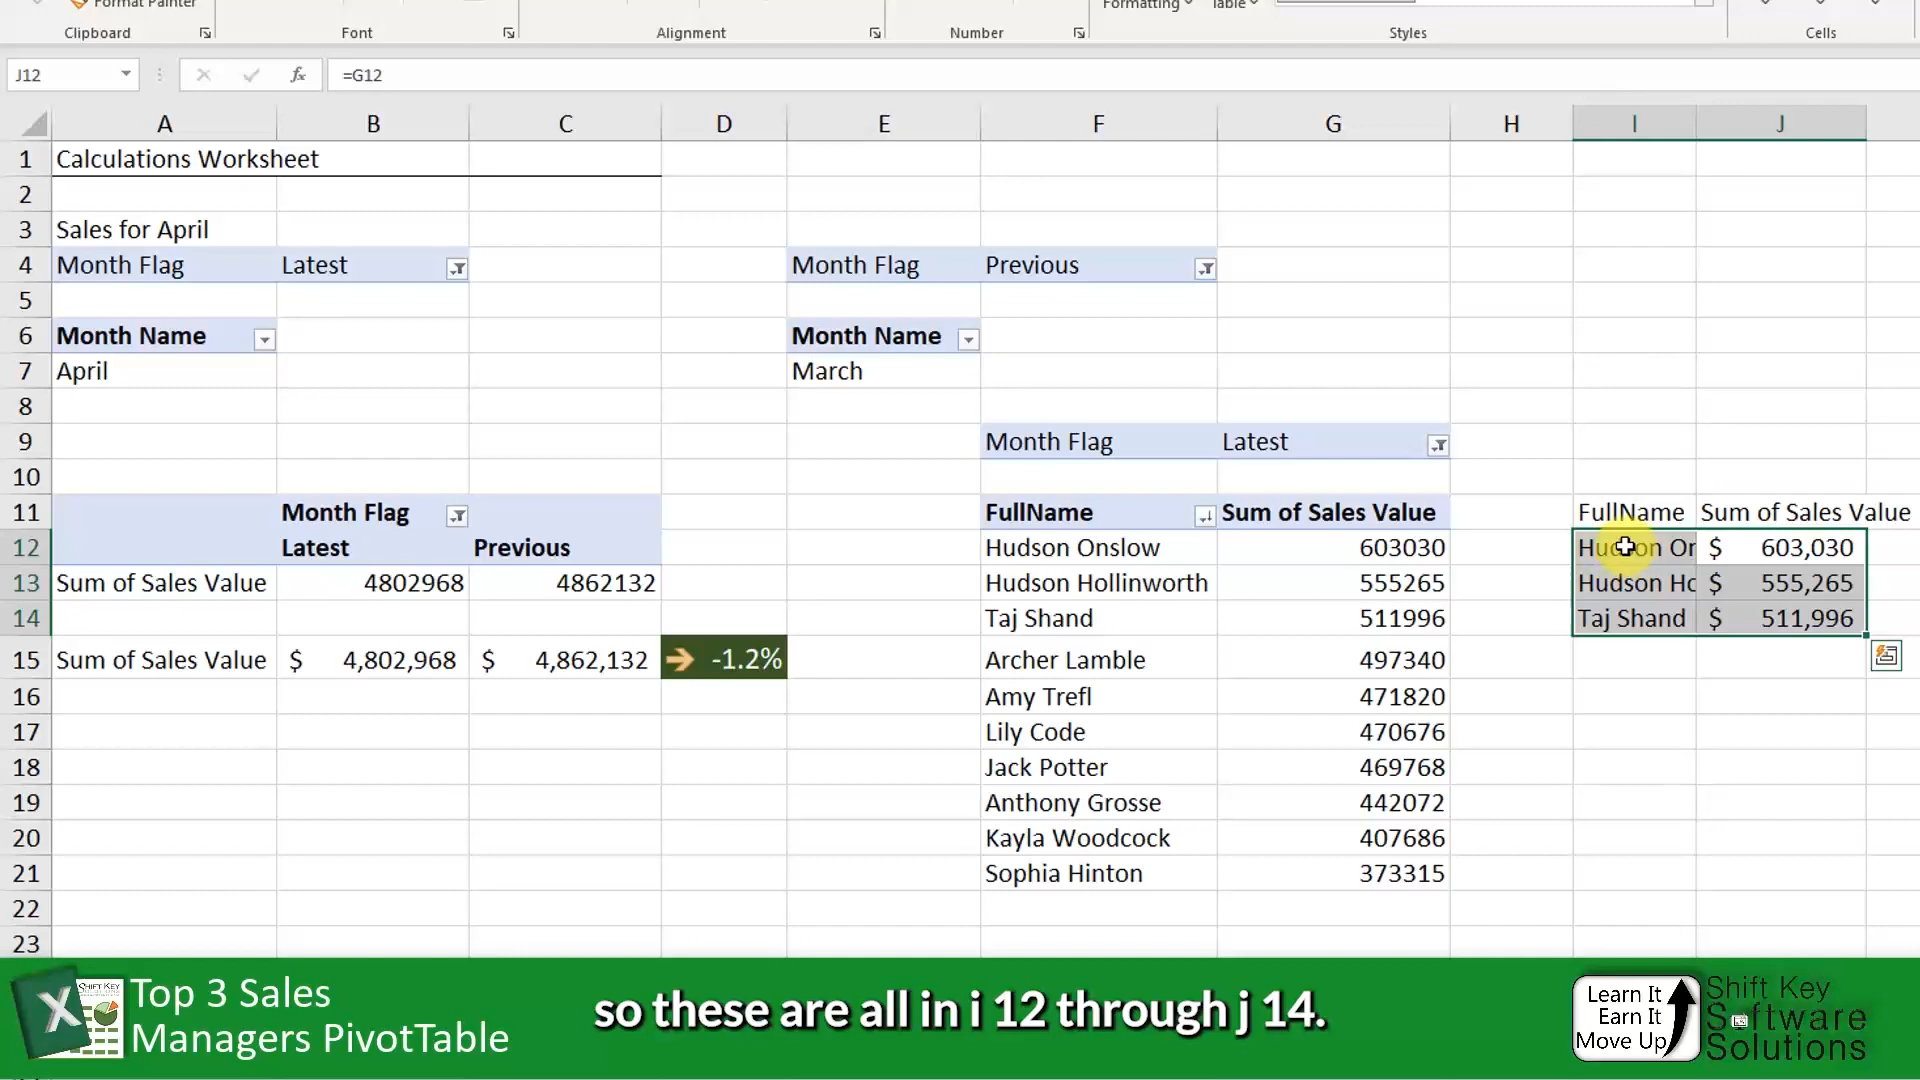 Format Painter
Formatting
Table
Clipboard
Font
Alignment
Number
Styles
Cells
J12
fx
=G12
A B C D E F G H I J
1 Calculations Worksheet
2
3 Sales for April
4 Month Flag Latest Month Flag Previous
5
6 Month Name Month Name
7 April March
8
9 Month Flag Latest
10
11 Month Flag FullName Sum of Sales Value FullName Sum of Sales Value
12 Latest Previous Hudson Onslow 603030 Hudson Or $ 603,030
13 Sum of Sales Value 4802968 4862132 Hudson Hollinworth 555265 Hudson Ho $ 555,265
14 Taj Shand 511996 Taj Shand $ 511,996
15 Sum of Sales Value $ 4,802,968 $ 4,862,132 -1.2% Archer Lamble 497340
16 Amy Trefl 471820
17 Lily Code 470676
18 Jack Potter 469768
19 Anthony Grosse 442072
20 Kayla Woodcock 407686
21 Sophia Hinton 373315
22
23
SHIFT KEY
X
Top 3 Sales
Managers PivotTable
so these are all in i 12 through j 14.
Learn It
Earn It
Move Up
Shift Key
Software
Solutions